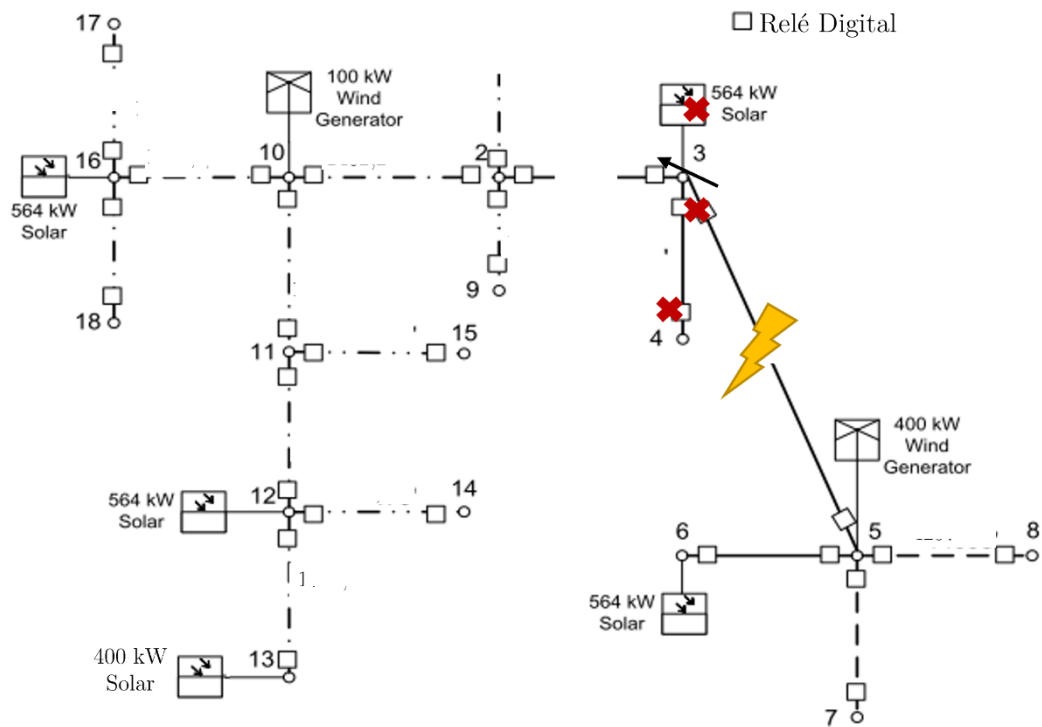 17
Relé Digital
100 kW
Wind
Generator
564 kW
Solar
3
16
10
2
564 kW
Solar
9
18
4
11
15
400 kW
Wind
Generator
564 kW
Solar
12
14
6
5
8
1
564 kW
Solar
400 kW
Solar
13
7